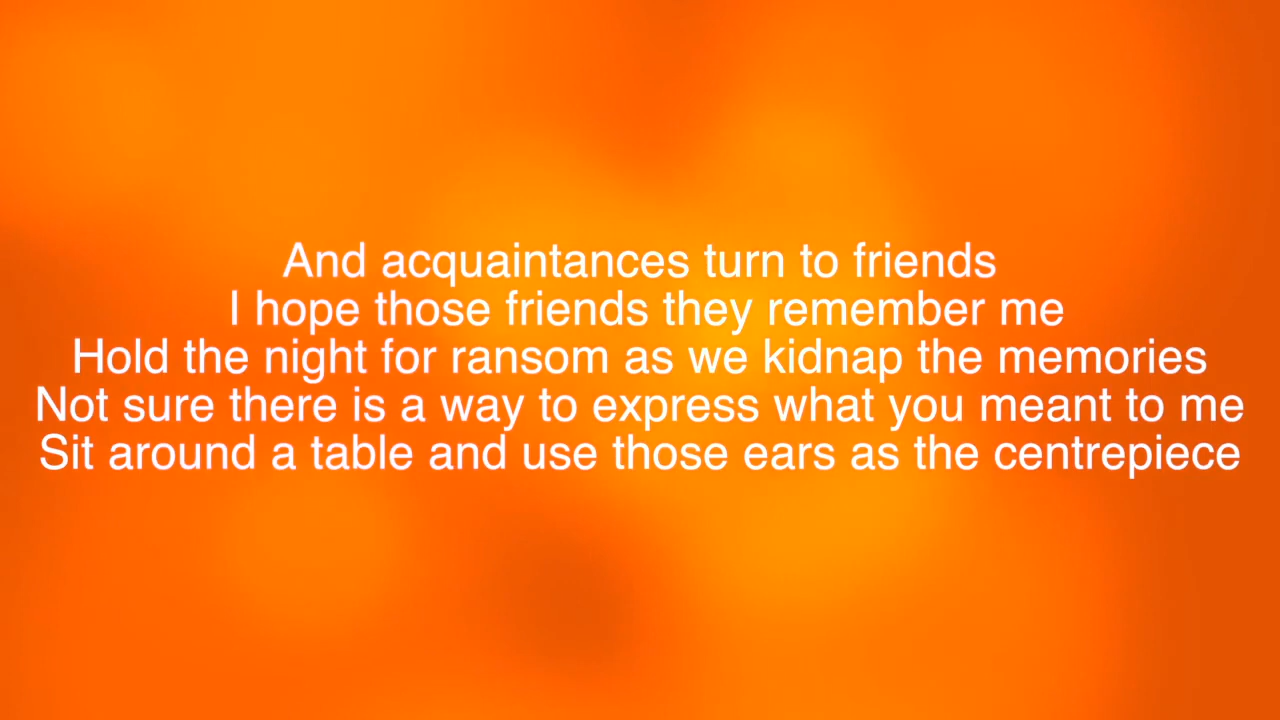 And acquaintances turn to friends
I hope those friends they remember me
Hold the night for ransom as we kidnap the memories
Not sure there is a way to express what you meant to me
Sit around a table and use those ears as the centrepiece